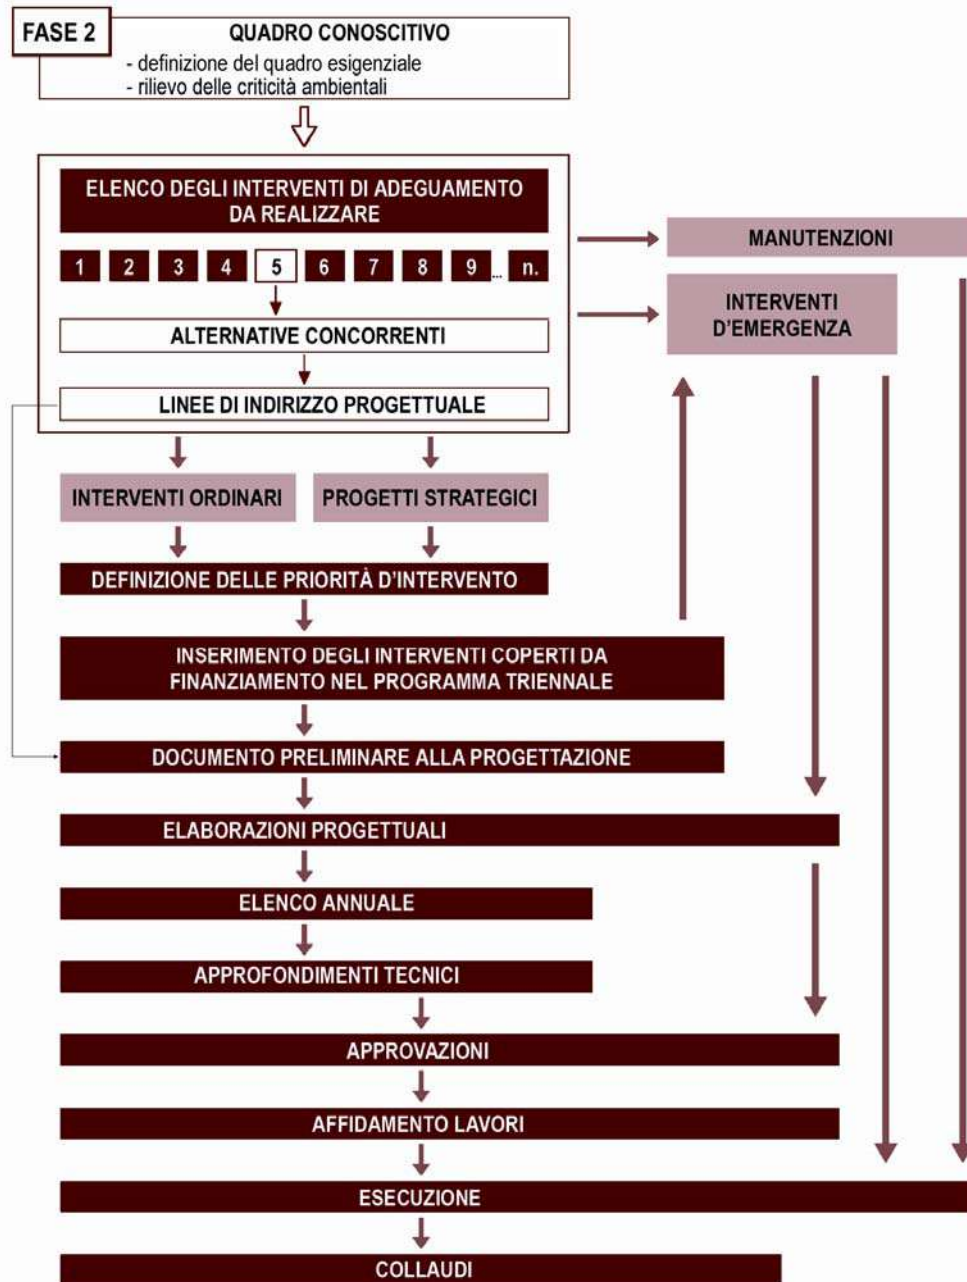 FASE 2
QUADRO CONOSCITIVO
- definizione del quadro esigenziale
- rilievo delle criticità ambientali
ELENCO DEGLI INTERVENTI DI ADEGUAMENTO
DA REALIZZARE
1 2 3 4 5 6 7 8 9 ... n.
MANUTENZIONI
INTERVENTI
D'EMERGENZA
ALTERNATIVE CONCORRENTI
LINEE DI INDIRIZZO PROGETTUALE
INTERVENTI ORDINARI
PROGETTI STRATEGICI
DEFINIZIONE DELLE PRIORITÀ D'INTERVENTO
INSERIMENTO DEGLI INTERVENTI COPERTI DA
FINANZIAMENTO NEL PROGRAMMA TRIENNALE
DOCUMENTO PRELIMINARE ALLA PROGETTAZIONE
ELABORAZIONI PROGETTUALI
ELENCO ANNUALE
APPROFONDIMENTI TECNICI
APPROVAZIONI
AFFIDAMENTO LAVORI
ESECUZIONE
COLLAUDI